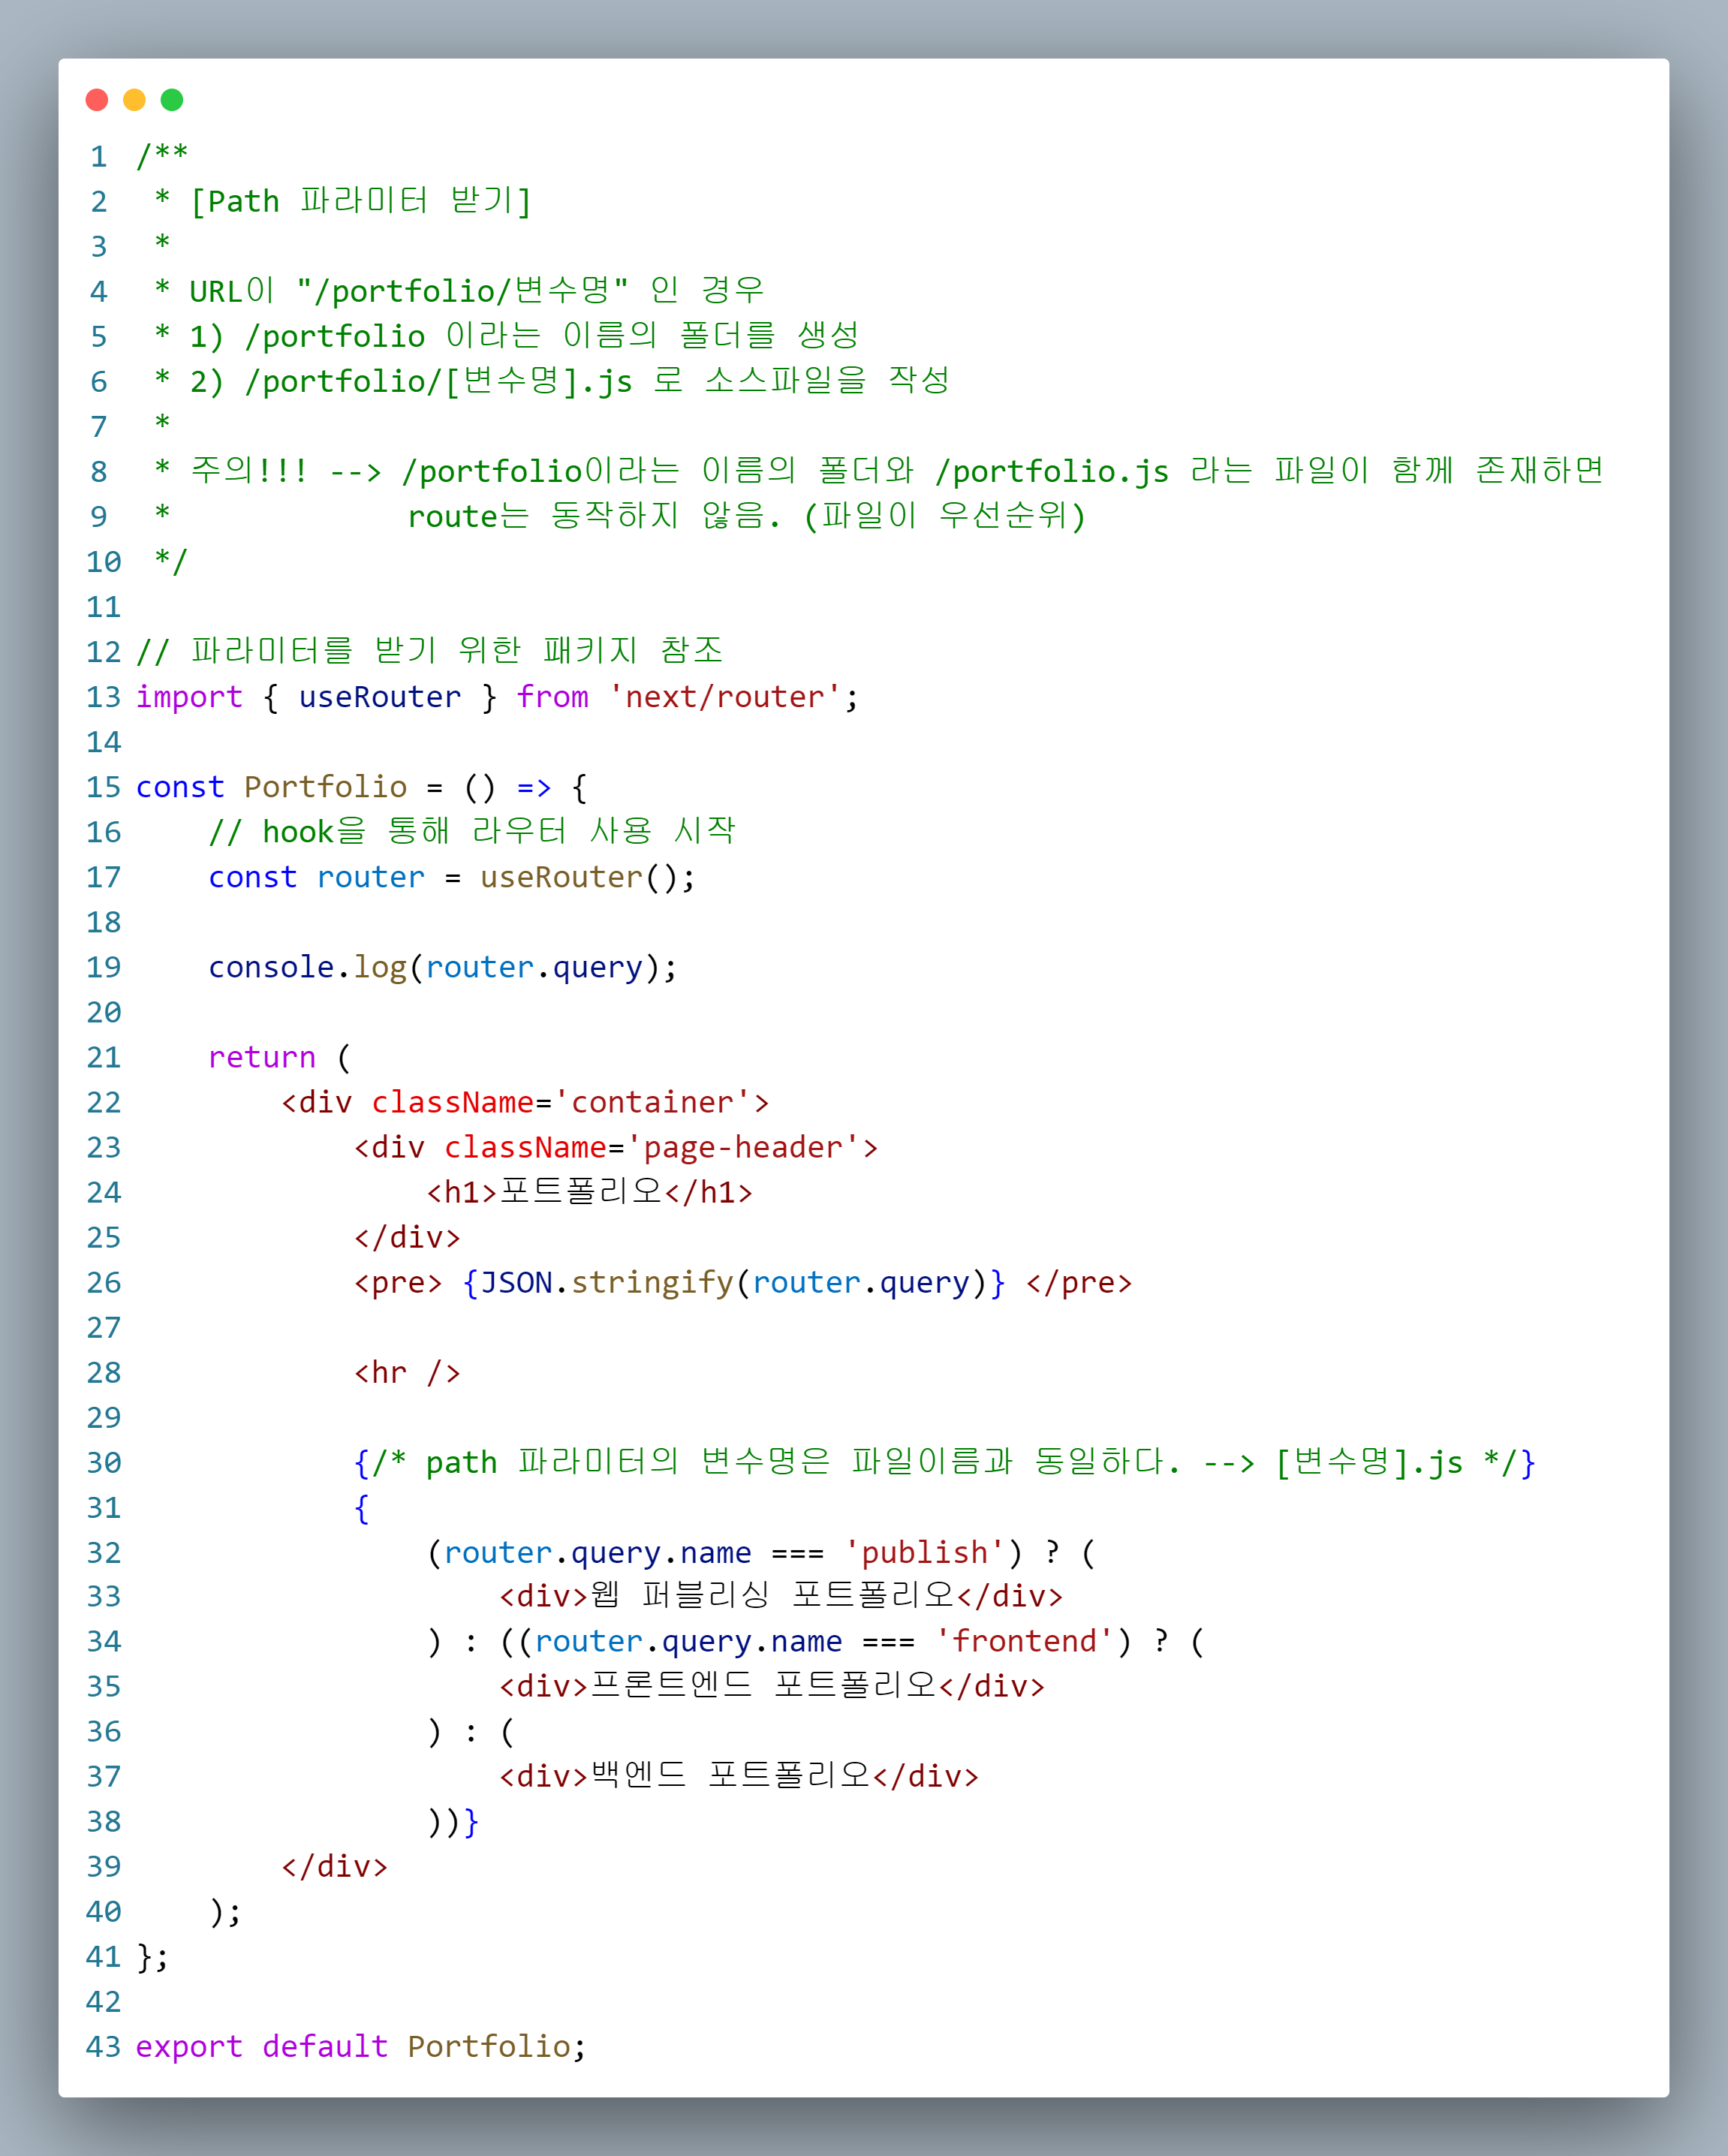 1 /**
2  * [Path 파라미터 받기]
3  *
4  * URL이 "/portfolio/변수명" 인 경우
5  * 1) /portfolio 이라는 이름의 폴더를 생성
6  * 2) /portfolio/[변수명].js 로 소스파일을 작성
7  *
8  * 주의!!! --> /portfolio이라는 이름의 폴더와 /portfolio.js 라는 파일이 함께 존재하면
9  *             route는 동작하지 않음. (파일이 우선순위)
10  */
11
12 // 파라미터를 받기 위한 패키지 참조
13 import { useRouter } from 'next/router';
14
15 const Portfolio = () => {
16     // hook을 통해 라우터 사용 시작
17     const router = useRouter();
18
19     console.log(router.query);
20
21     return (
22         <div className='container'>
23             <div className='page-header'>
24                 <h1>포트폴리오</h1>
25             </div>
26             <pre> {JSON.stringify(router.query)} </pre>
27
28             <hr />
29
30             {/* path 파라미터의 변수명은 파일이름과 동일하다. --> [변수명].js */}
31             {
32                 (router.query.name === 'publish') ? (
33                     <div>웹 퍼블리싱 포트폴리오</div>
34                 ) : ((router.query.name === 'frontend') ? (
35                     <div>프론트엔드 포트폴리오</div>
36                 ) : (
37                     <div>백엔드 포트폴리오</div>
38                 ))}
39         </div>
40     );
41 };
42
43 export default Portfolio;